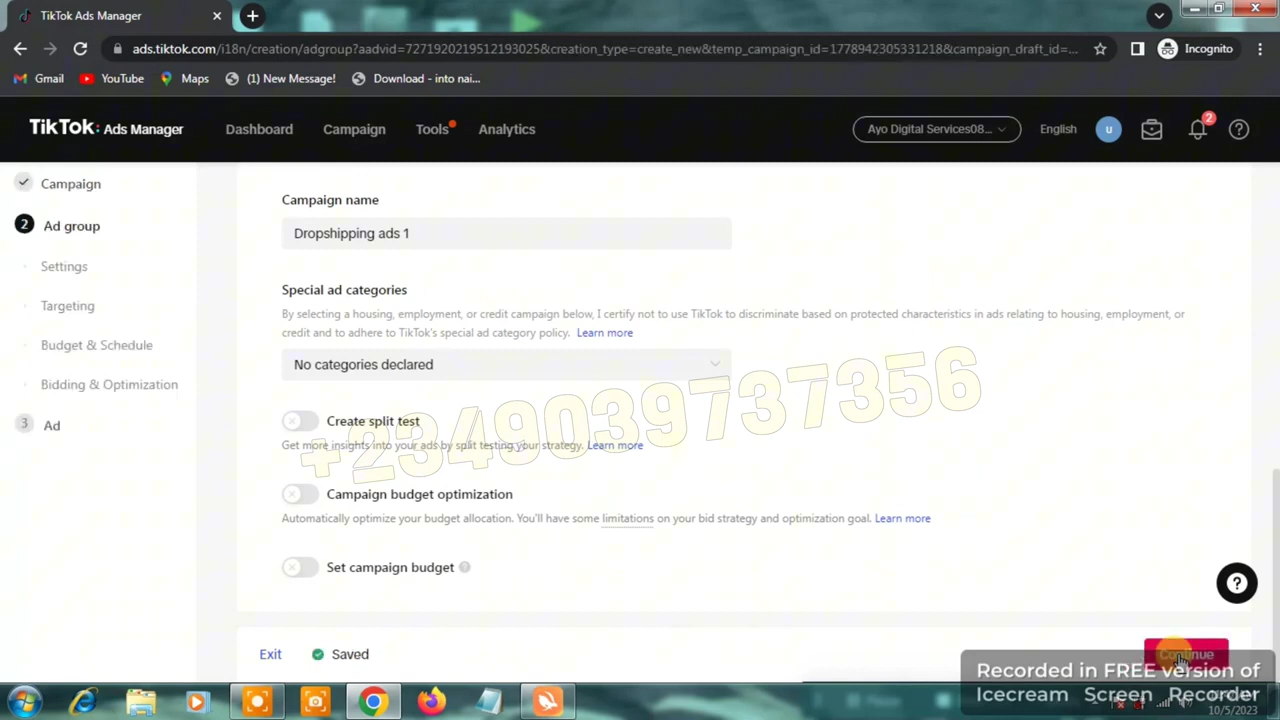 TikTok Ads Manager
ads.tiktok.com/i18n/creation/adgroup?aadvid=7271920219512193025&creation_type=create_new&temp_campaign_id=1778942305331218&campaign_draft_id=...
Incognito
Gmail
YouTube
Maps
(1) New Message!
Download - into nai...
TikTok: Ads Manager
Dashboard
Campaign
Tools
Analytics
Ayo Digital Services08...
English
u
2
Campaign
2 Ad group
Settings
Targeting
Budget & Schedule
Bidding & Optimization
3 Ad
Campaign name
Dropshipping ads 1
Special ad categories
By selecting a housing, employment, or credit campaign below, I certify not to use TikTok to discriminate based on protected characteristics in ads relating to housing, employment, or
credit and to adhere to TikTok's special ad category policy. Learn more
No categories declared
Create split test
Get more insights into your ads by split testing your strategy. Learn more
+2349039737356
Campaign budget optimization
Automatically optimize your budget allocation. You'll have some limitations on your bid strategy and optimization goal. Learn more
Set campaign budget
Exit
Saved
Continue
Recorded in FREE version of
Icecream Screen Recorder
10/5/2023